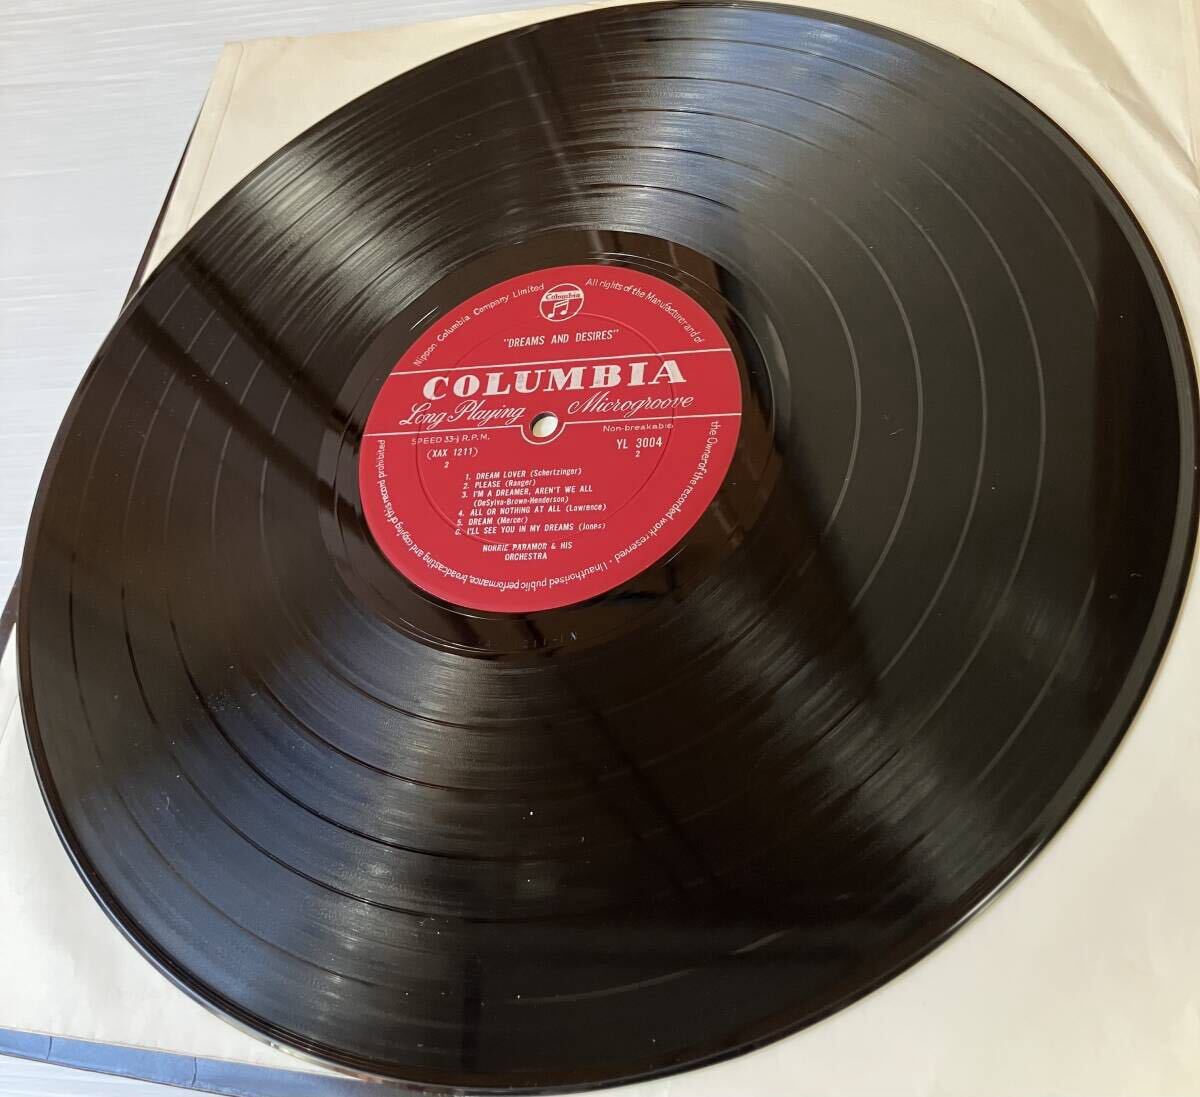 Nippon Columbia Company Limited
Columbia
All rights of the Manufacturer and of the Owner of the recorded work reserved · Unauthorised public performance, broadcasting and copying of this record prohibited
"DREAMS AND DESIRES"
COLUMBIA
Long Playing Microgroove
SPEED 33⅓ R.P.M. Non-breakable
(XAX 1211) YL 3004
2 2
1. DREAM LOVER (Schertzinger)
2. PLEASE (Ranger)
3. I'M A DREAMER, AREN'T WE ALL
(DeSylva-Brown-Henderson)
4. ALL OR NOTHING AT ALL (Lawrence)
5. DREAM (Mercer)
6. I'LL SEE YOU IN MY DREAMS (Jones)
NORRIE PARAMOR & HIS
ORCHESTRA